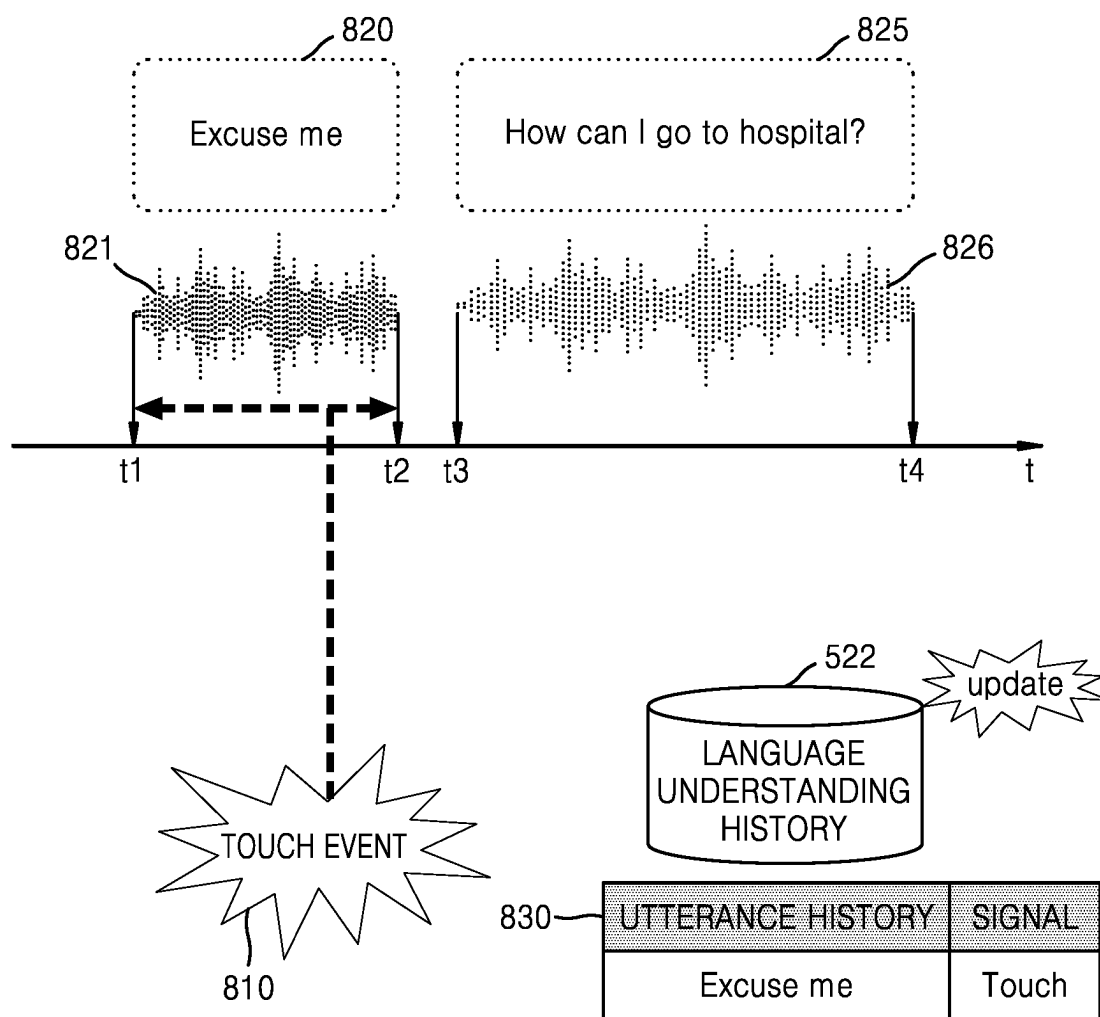 820
825
Excuse me
How can I go to hospital?
821
826
t1
t2
t3
t4
t
522
update
LANGUAGE
UNDERSTANDING
HISTORY
TOUCH EVENT
810
830
UTTERANCE HISTORY SIGNAL
Excuse me Touch